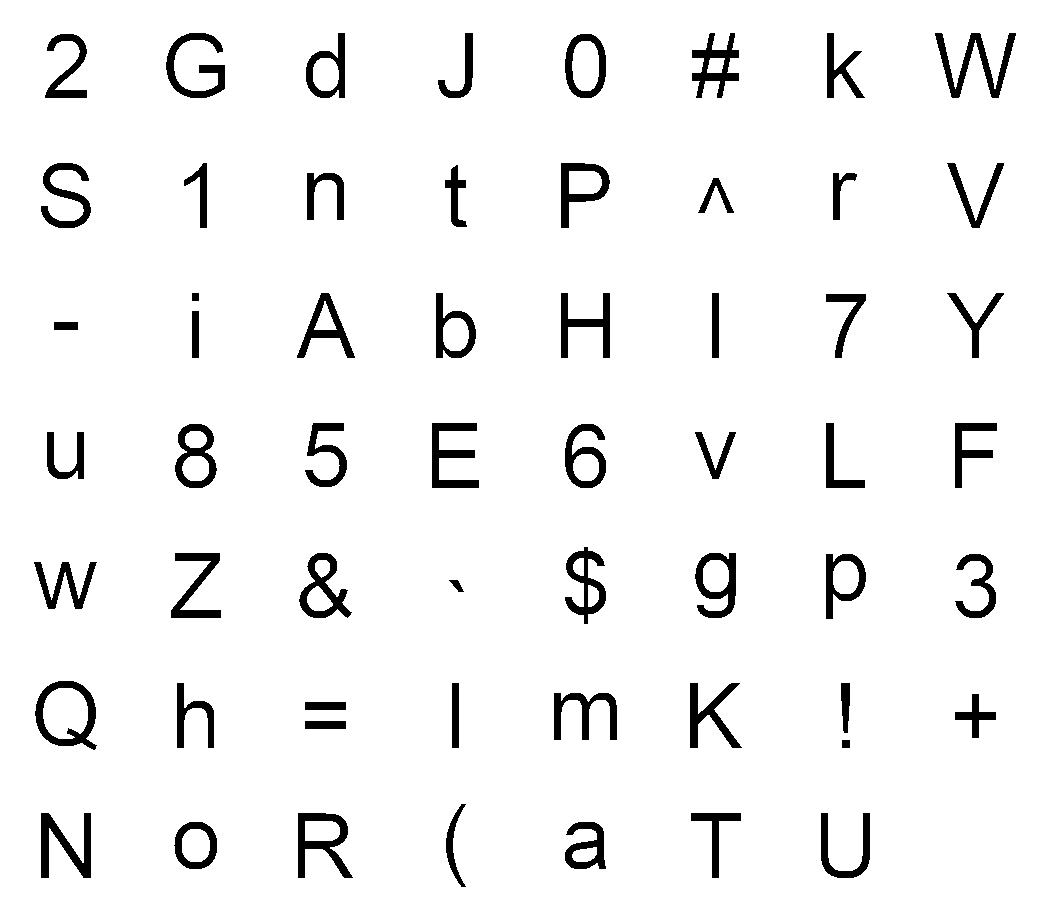 2 G d J 0 # k W
S 1 n t P ^ r V
- i A b H l 7 Y
u 8 5 E 6 v L F
w Z & ` $ g p 3
Q h = I m K ! +
N o R ( a T U